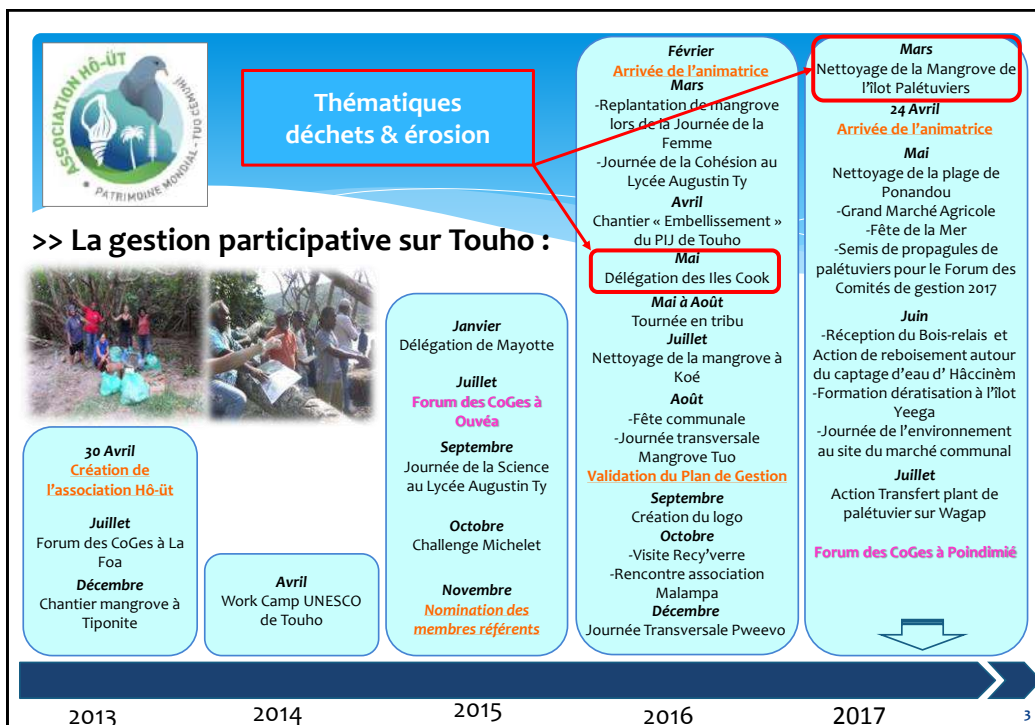 ASSOCIATION HÔ-ÜT
PATRIMOINE MONDIAL - TUO CÈMUHÎ
Thématiques
déchets & érosion
>> La gestion participative sur Touho :
30 Avril
Création de
l'association Hô-üt
Juillet
Forum des CoGes à La
Foa
Décembre
Chantier mangrove à
Tiponite
Avril
Work Camp UNESCO
de Touho
Janvier
Délégation de Mayotte
Juillet
Forum des CoGes à
Ouvéa
Septembre
Journée de la Science
au Lycée Augustin Ty
Octobre
Challenge Michelet
Novembre
Nomination des
membres référents
Février
Arrivée de l'animatrice
Mars
-Replantation de mangrove
lors de la Journée de la
Femme
-Journée de la Cohésion au
Lycée Augustin Ty
Avril
Chantier « Embellissement »
du PIJ de Touho
Mai
Délégation des Iles Cook
Mai à Août
Tournée en tribu
Juillet
Nettoyage de la mangrove à
Koé
Août
-Fête communale
-Journée transversale
Mangrove Tuo
Validation du Plan de Gestion
Septembre
Création du logo
Octobre
-Visite Recy'verre
-Rencontre association
Malampa
Décembre
Journée Transversale Pweevo
Mars
Nettoyage de la Mangrove de
l'îlot Palétuviers
24 Avril
Arrivée de l'animatrice
Mai
Nettoyage de la plage de
Ponandou
-Grand Marché Agricole
-Fête de la Mer
-Semis de propagules de
palétuviers pour le Forum des
Comités de gestion 2017
Juin
-Réception du Bois-relais et
Action de reboisement autour
du captage d'eau d' Hâccinèm
-Formation dératisation à l'îlot
Yeega
-Journée de l'environnement
au site du marché communal
Juillet
Action Transfert plant de
palétuvier sur Wagap
Forum des CoGes à Poindimié
2013
2014
2015
2016
2017
3